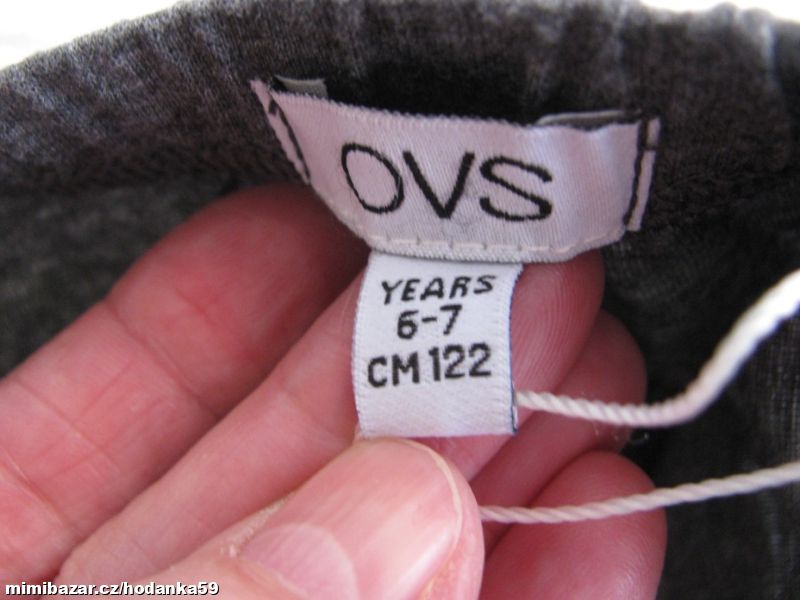 OVS
YEARS
6-7
CM 122
mimibazar.cz/hodanka59